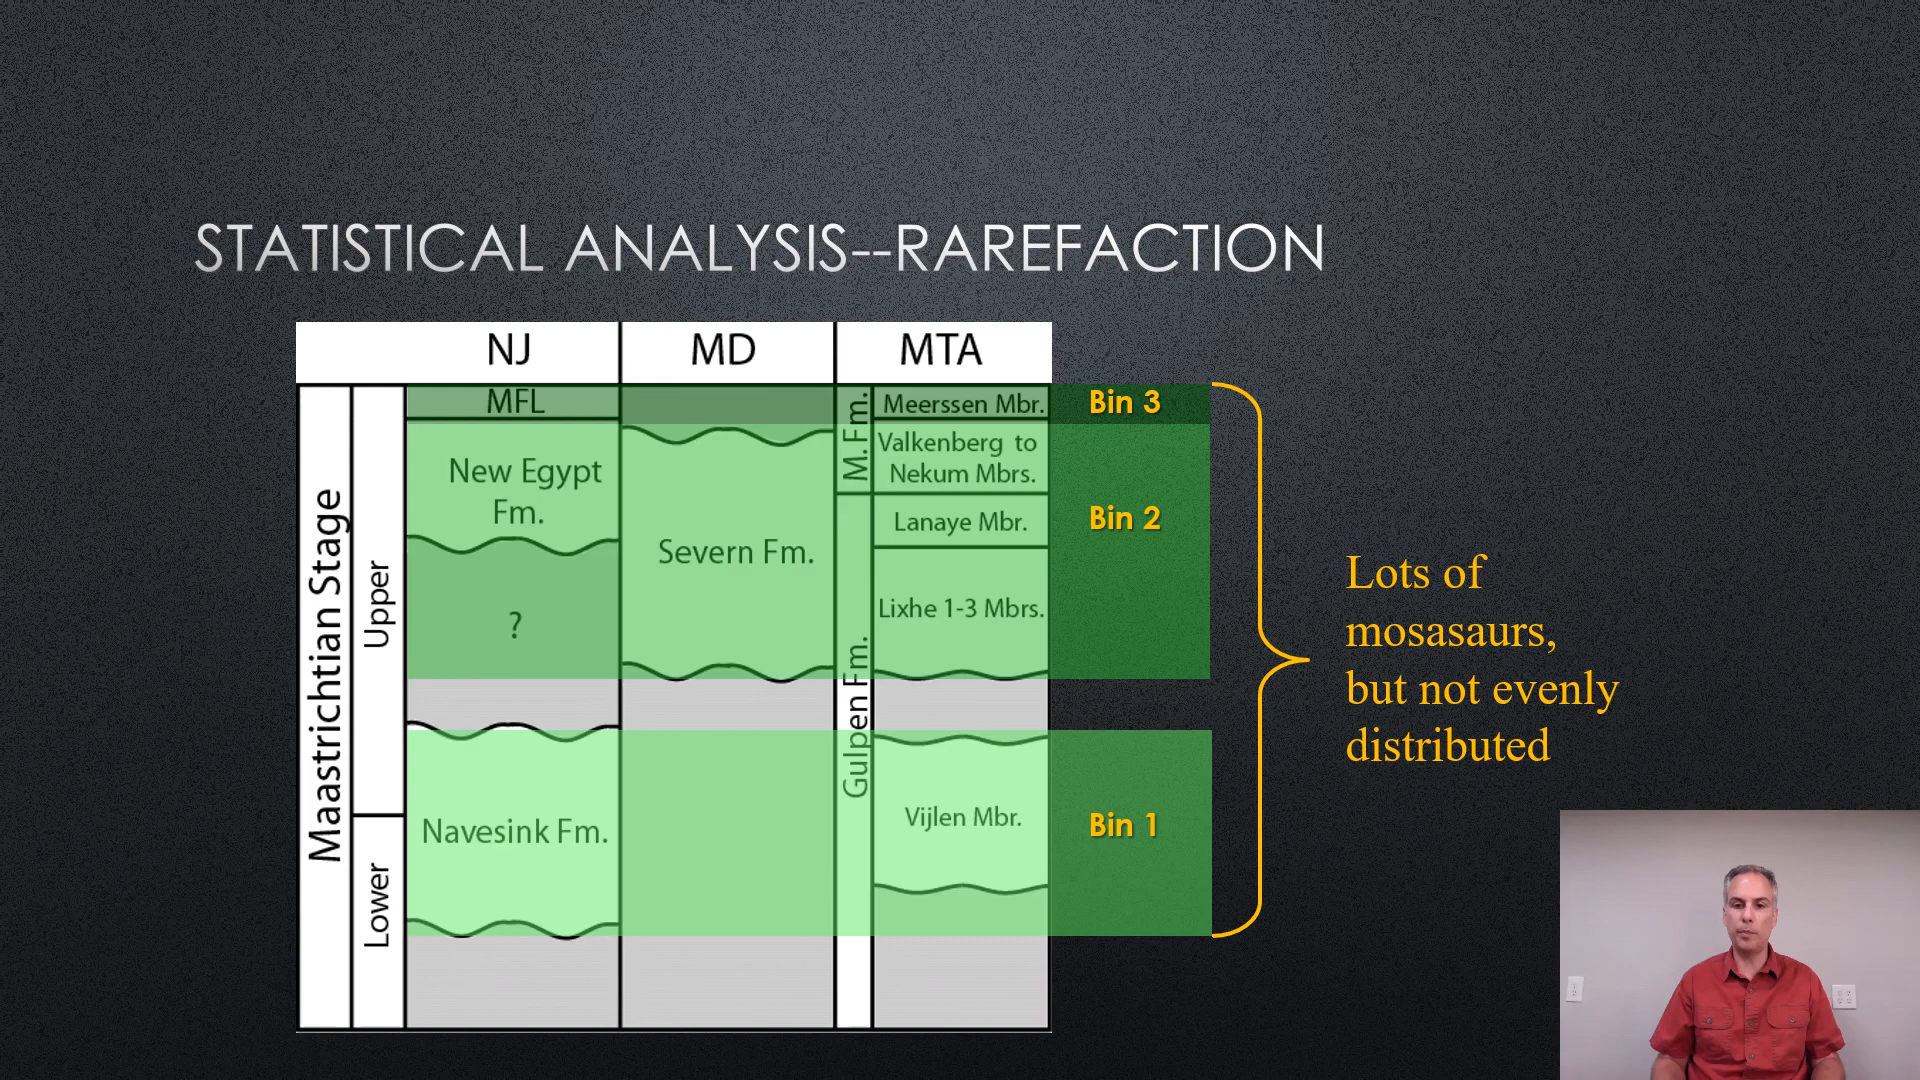 STATISTICAL ANALYSIS--RAREFACTION
NJ
MD
MTA
Maastrichtian Stage
Upper
Lower
MFL
New Egypt
Fm.
?
Navesink Fm.
Severn Fm.
M. Fm.
Gulpen Fm.
Meerssen Mbr.
Valkenberg to
Nekum Mbrs.
Lanaye Mbr.
Lixhe 1-3 Mbrs.
Vijlen Mbr.
Bin 3
Bin 2
Bin 1
Lots of
mosasaurs,
but not evenly
distributed